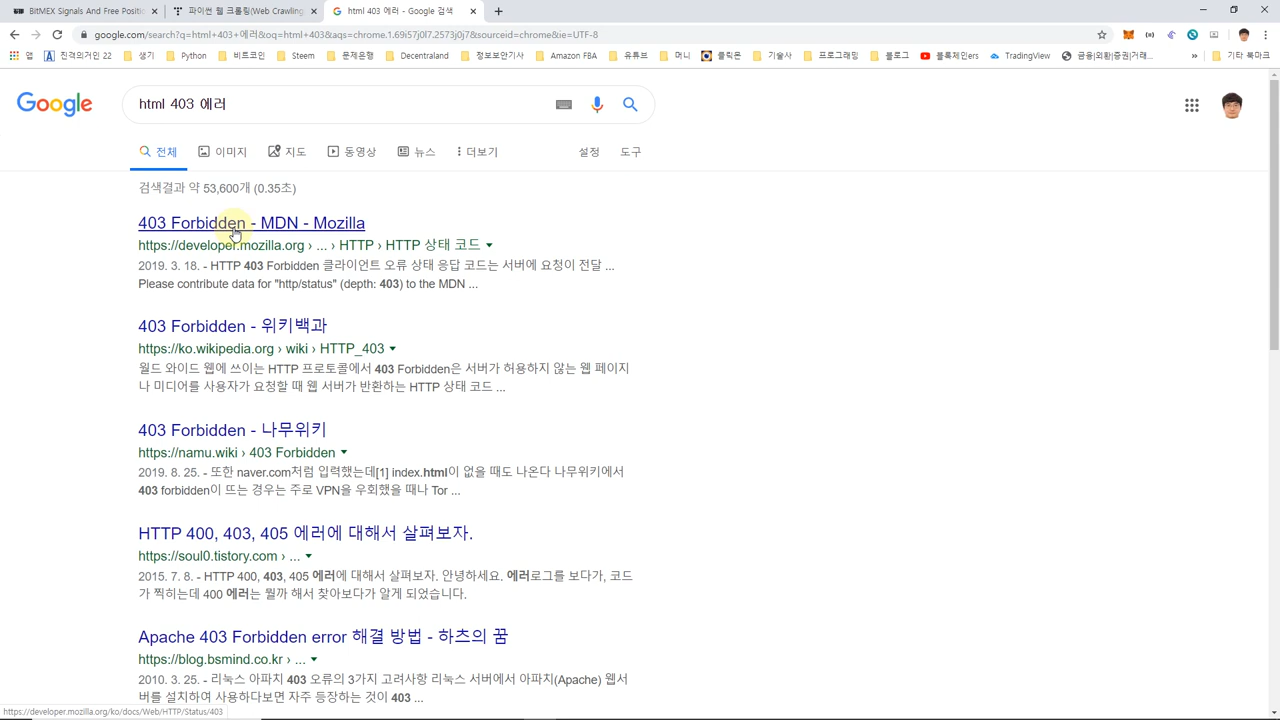 BitMEX Signals And Free Positi
파이썬 웹 크롤링(Web Crawling
html 403 에러 - Google 검색
google.com/search?q=html+403+에러&oq=html+403&aqs=chrome.1.69i57j0l7.2573j0j7&sourceid=chrome&ie=UTF-8
앱
진격의거인 22
생기
Python
비트코인
Steem
문제은행
Decentraland
정보보안기사
Amazon FBA
유튜브
머니
클릭몬
기술사
프로그래밍
블로그
블록체인ers
TradingView
금융|외환|증권|거래...
»
기타 북마크
Google
html 403 에러
전체
이미지
지도
동영상
뉴스
더보기
설정
도구
검색결과 약 53,600개 (0.35초)
403 Forbidden - MDN - Mozilla
https://developer.mozilla.org › ... › HTTP › HTTP 상태 코드
2019. 3. 18. - HTTP 403 Forbidden 클라이언트 오류 상태 응답 코드는 서버에 요청이 전달 ...
Please contribute data for "http/status" (depth: 403) to the MDN ...
403 Forbidden - 위키백과
https://ko.wikipedia.org › wiki › HTTP_403
월드 와이드 웹에 쓰이는 HTTP 프로토콜에서 403 Forbidden은 서버가 허용하지 않는 웹 페이지
나 미디어를 사용자가 요청할 때 웹 서버가 반환하는 HTTP 상태 코드 ...
403 Forbidden - 나무위키
https://namu.wiki › 403 Forbidden
2019. 8. 25. - 또한 naver.com처럼 입력했는데[1] index.html이 없을 때도 나온다 나무위키에서
403 forbidden이 뜨는 경우는 주로 VPN을 우회했을 때나 Tor ...
HTTP 400, 403, 405 에러에 대해서 살펴보자.
https://soul0.tistory.com › ...
2015. 7. 8. - HTTP 400, 403, 405 에러에 대해서 살펴보자. 안녕하세요. 에러로그를 보다가, 코드
가 찍히는데 400 에러는 뭘까 해서 찾아보다가 알게 되었습니다.
Apache 403 Forbidden error 해결 방법 - 하츠의 꿈
https://blog.bsmind.co.kr › ...
2010. 3. 25. - 리눅스 아파치 403 오류의 3가지 고려사항 리눅스 서버에서 아파치(Apache) 웹서
버를 설치하여 사용하다보면 자주 등장하는 것이 403 ...
https://developer.mozilla.org/ko/docs/Web/HTTP/Status/403